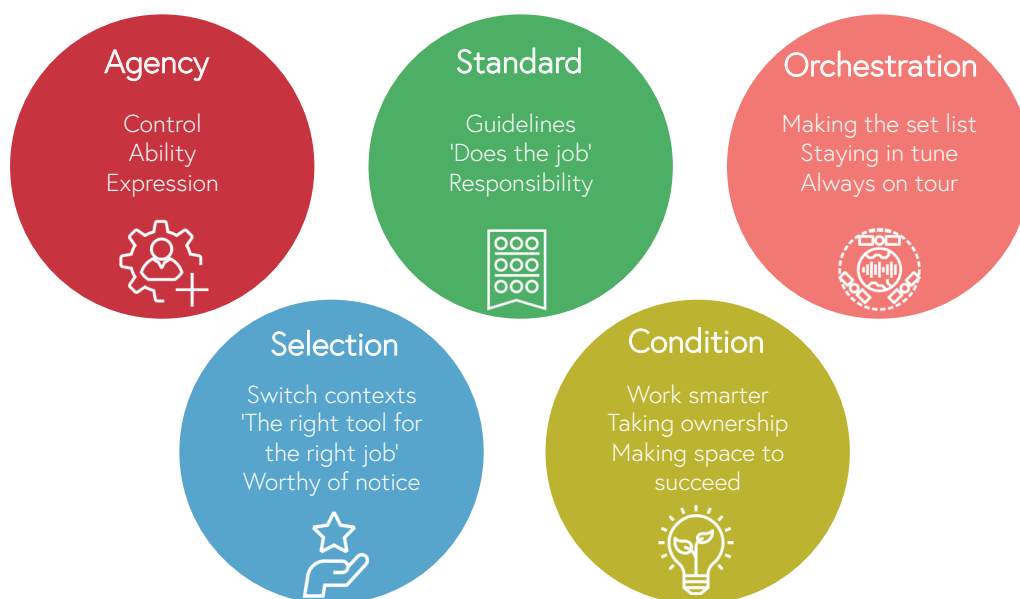 Agency
Control
Ability
Expression
Standard
Guidelines
'Does the job'
Responsibility
Orchestration
Making the set list
Staying in tune
Always on tour
Selection
Switch contexts
'The right tool for
the right job'
Worthy of notice
Condition
Work smarter
Taking ownership
Making space to
succeed